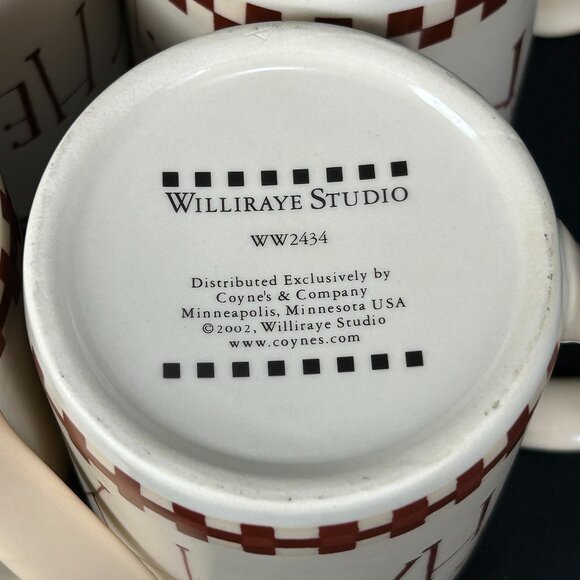 WILLIRAYE STUDIO
WW2434
Distributed Exclusively by
Coyne's & Company
Minneapolis, Minnesota USA
©2002, Williraye Studio
www.coynes.com